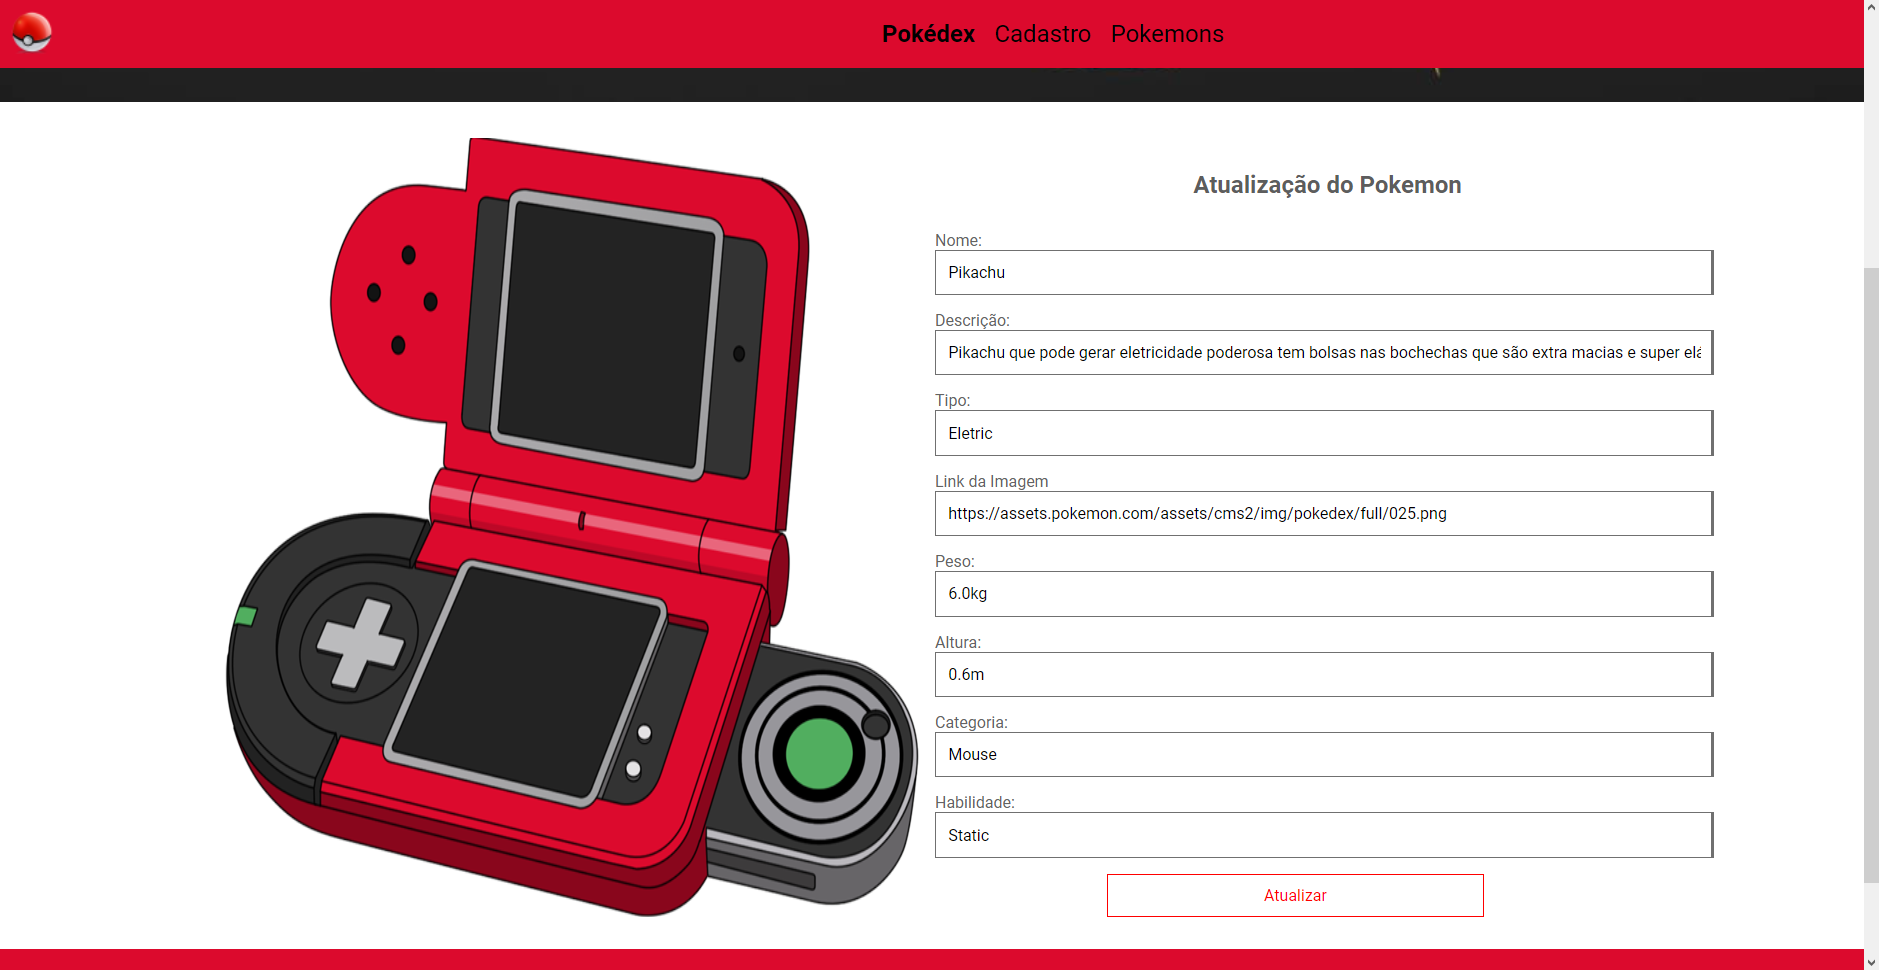 Pokédex Cadastro Pokemons
Atualização do Pokemon
Nome:
Pikachu
Descrição:
Pikachu que pode gerar eletricidade poderosa tem bolsas nas bochechas que são extra macias e super elá
Tipo:
Eletric
Link da Imagem
https://assets.pokemon.com/assets/cms2/img/pokedex/full/025.png
Peso:
6.0kg
Altura:
0.6m
Categoria:
Mouse
Habilidade:
Static
Atualizar